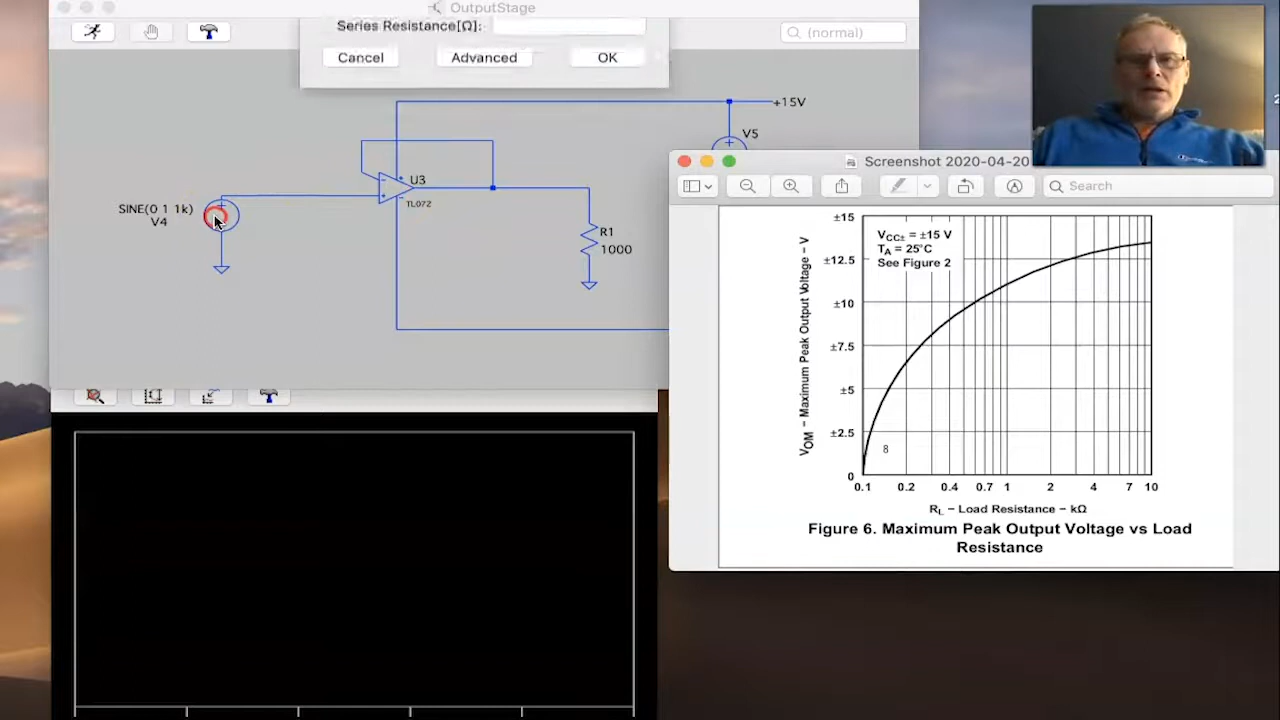 OutputStage
Series Resistance[Ω]:
(normal)
Cancel
Advanced
OK
+15V
V5
U3
TL072
SINE(0 1 1k)
V4
R1
1000
Screenshot 2020-04-20
Search
±15
±12.5
±10
±7.5
±5
±2.5
0
VOM – Maximum Peak Output Voltage – V
VCC± = ±15 V
TA = 25°C
See Figure 2
8
0.1 0.2 0.4 0.7 1 2 4 7 10
RL – Load Resistance – kΩ
Figure 6. Maximum Peak Output Voltage vs Load
Resistance